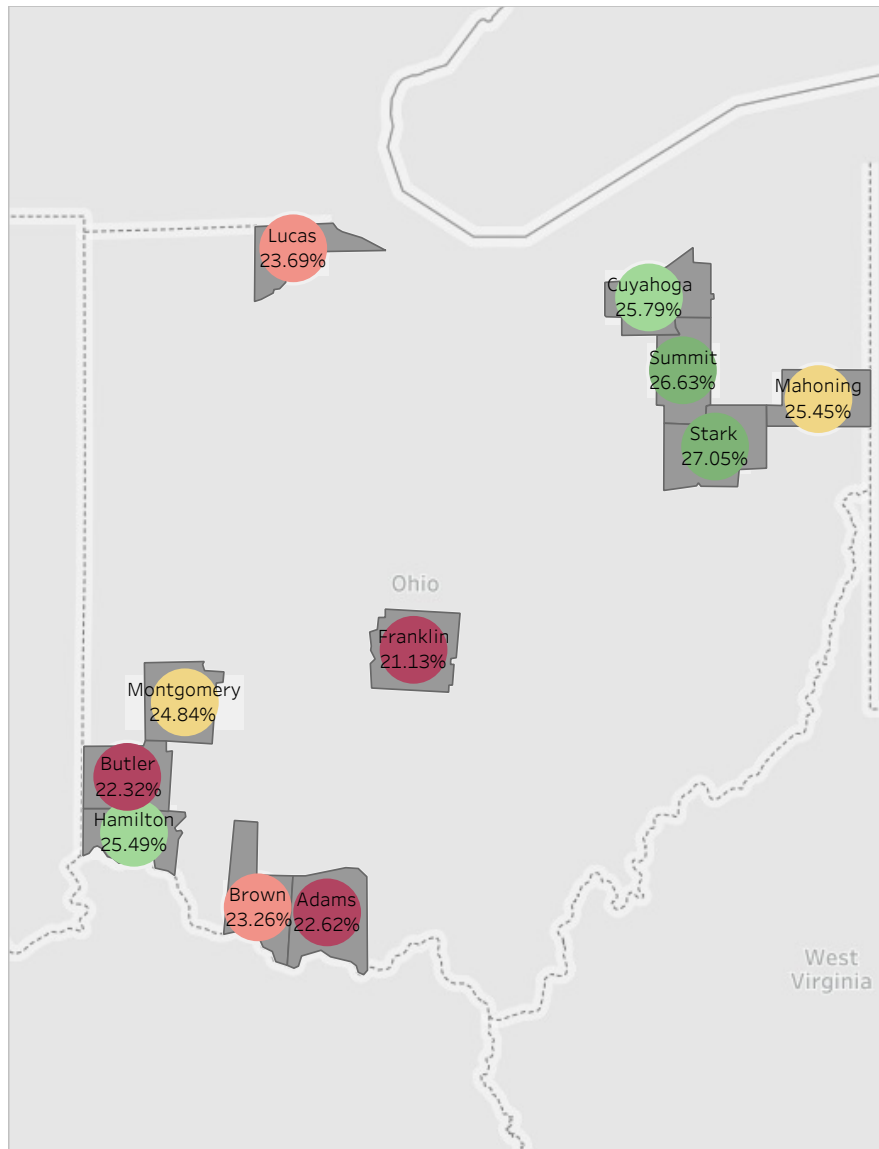 Lucas
23.69%
Cuyahoga
25.79%
Summit
26.63%
Mahoning
25.45%
Stark
27.05%
Ohio
Franklin
21.13%
Montgomery
24.84%
Butler
22.32%
Hamilton
25.49%
Brown
23.26%
Adams
22.62%
West
Virginia